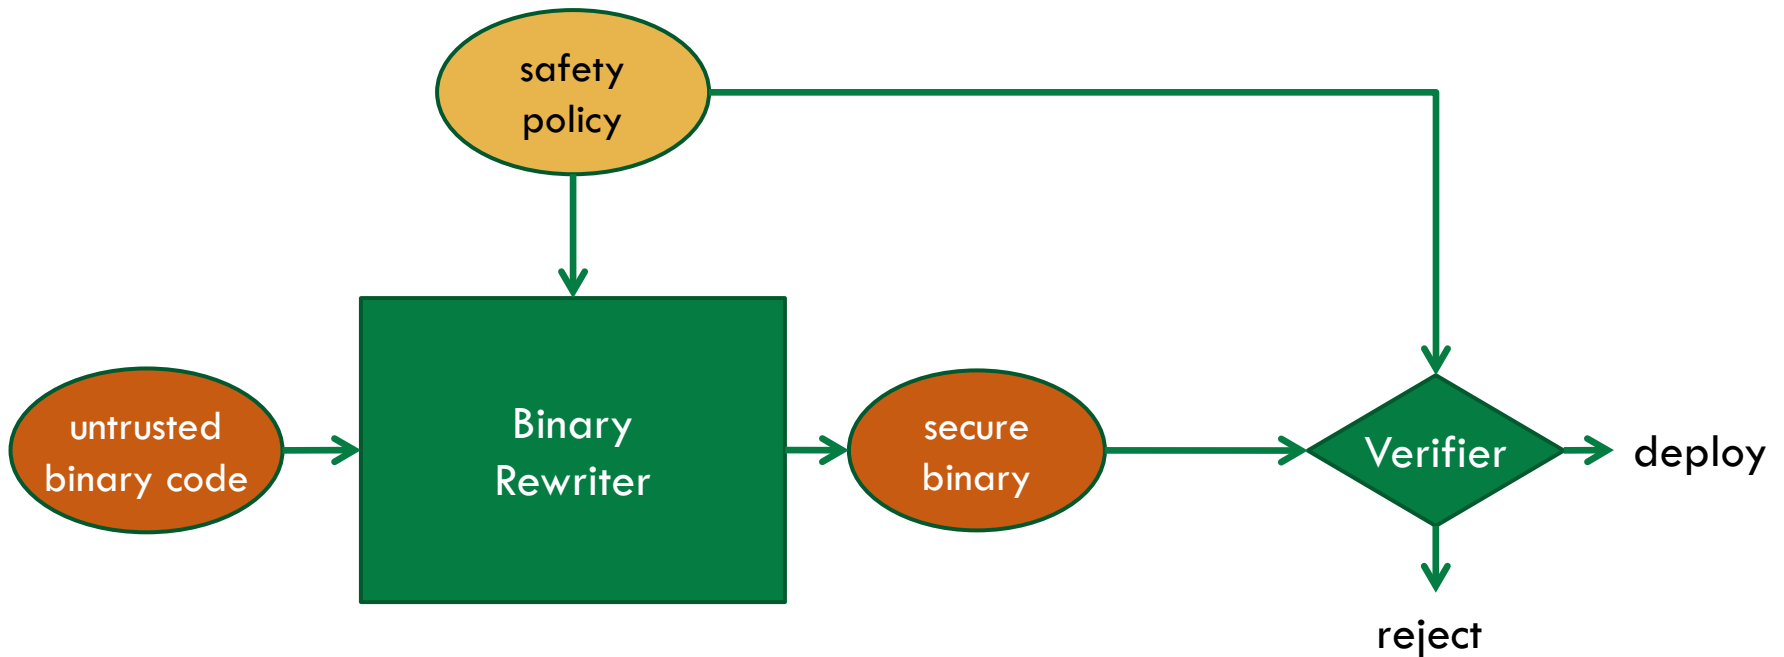 safety
policy
untrusted
binary code
Binary
Rewriter
secure
binary
Verifier
deploy
reject